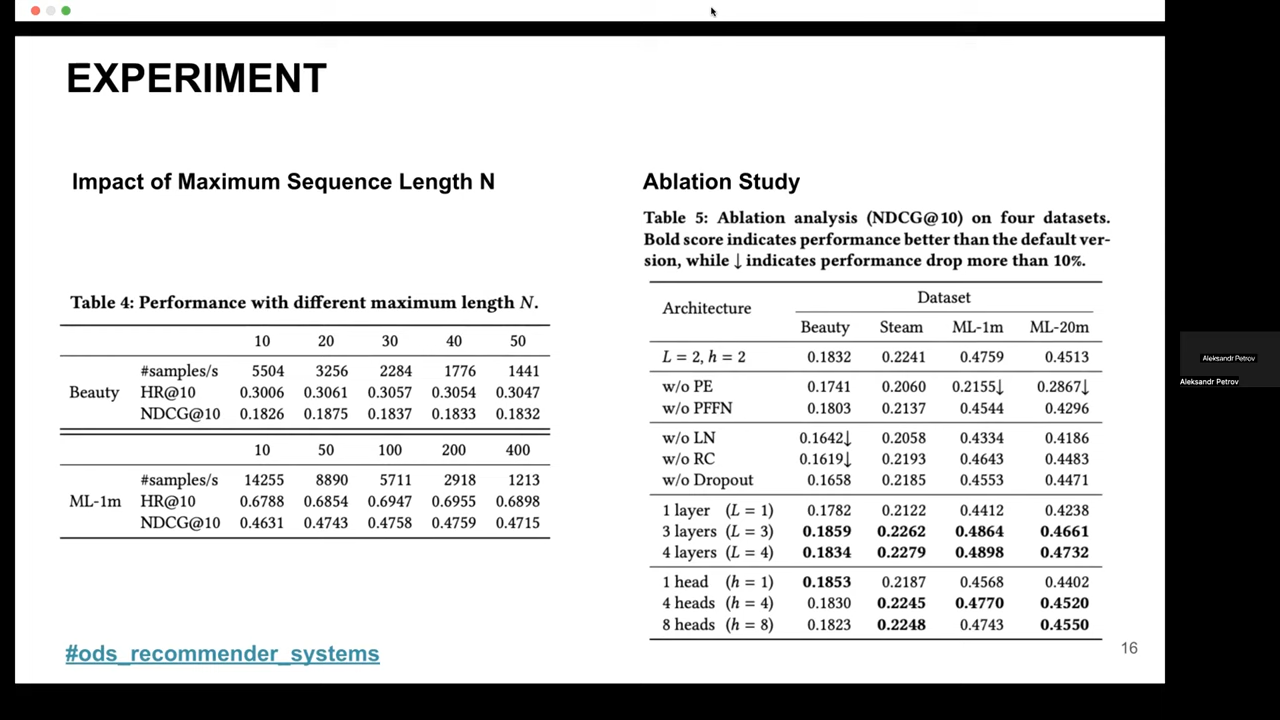 EXPERIMENT
Impact of Maximum Sequence Length N
Table 4: Performance with different maximum length N.
10 20 30 40 50
Beauty
#samples/s 5504 3256 2284 1776 1441
HR@10 0.3006 0.3061 0.3057 0.3054 0.3047
NDCG@10 0.1826 0.1875 0.1837 0.1833 0.1832
10 50 100 200 400
ML-1m
#samples/s 14255 8890 5711 2918 1213
HR@10 0.6788 0.6854 0.6947 0.6955 0.6898
NDCG@10 0.4631 0.4743 0.4758 0.4759 0.4715
#ods_recommender_systems
Ablation Study
Table 5: Ablation analysis (NDCG@10) on four datasets.
Bold score indicates performance better than the default ver-
sion, while ↓ indicates performance drop more than 10%.
Architecture
Dataset
Beauty Steam ML-1m ML-20m
L = 2, h = 2 0.1832 0.2241 0.4759 0.4513
w/o PE 0.1741 0.2060 0.2155↓ 0.2867↓
w/o PFFN 0.1803 0.2137 0.4544 0.4296
w/o LN 0.1642↓ 0.2058 0.4334 0.4186
w/o RC 0.1619↓ 0.2193 0.4643 0.4483
w/o Dropout 0.1658 0.2185 0.4553 0.4471
1 layer (L = 1) 0.1782 0.2122 0.4412 0.4238
3 layers (L = 3) 0.1859 0.2262 0.4864 0.4661
4 layers (L = 4) 0.1834 0.2279 0.4898 0.4732
1 head (h = 1) 0.1853 0.2187 0.4568 0.4402
4 heads (h = 4) 0.1830 0.2245 0.4770 0.4520
8 heads (h = 8) 0.1823 0.2248 0.4743 0.4550
16
Aleksandr Petrov
Aleksandr Petrov